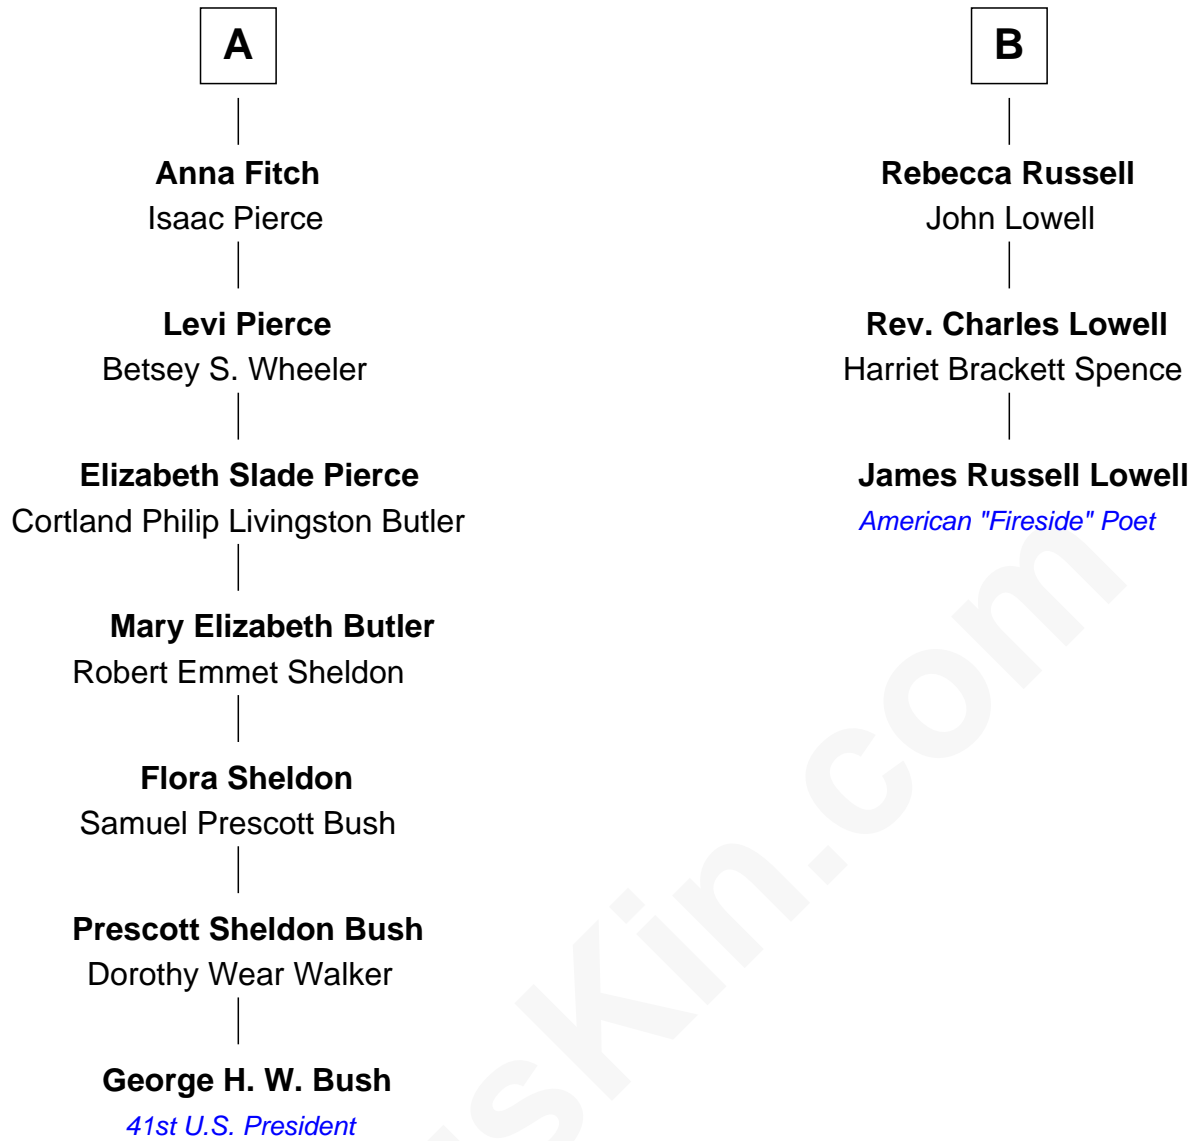 A
Anna Fitch
Isaac Pierce
Levi Pierce
Betsey S. Wheeler
Elizabeth Slade Pierce
Cortland Philip Livingston Butler
Mary Elizabeth Butler
Robert Emmet Sheldon
Flora Sheldon
Samuel Prescott Bush
Prescott Sheldon Bush
Dorothy Wear Walker
George H. W. Bush
41st U.S. President
B
Rebecca Russell
John Lowell
Rev. Charles Lowell
Harriet Brackett Spence
James Russell Lowell
American "Fireside" Poet
sKin.com